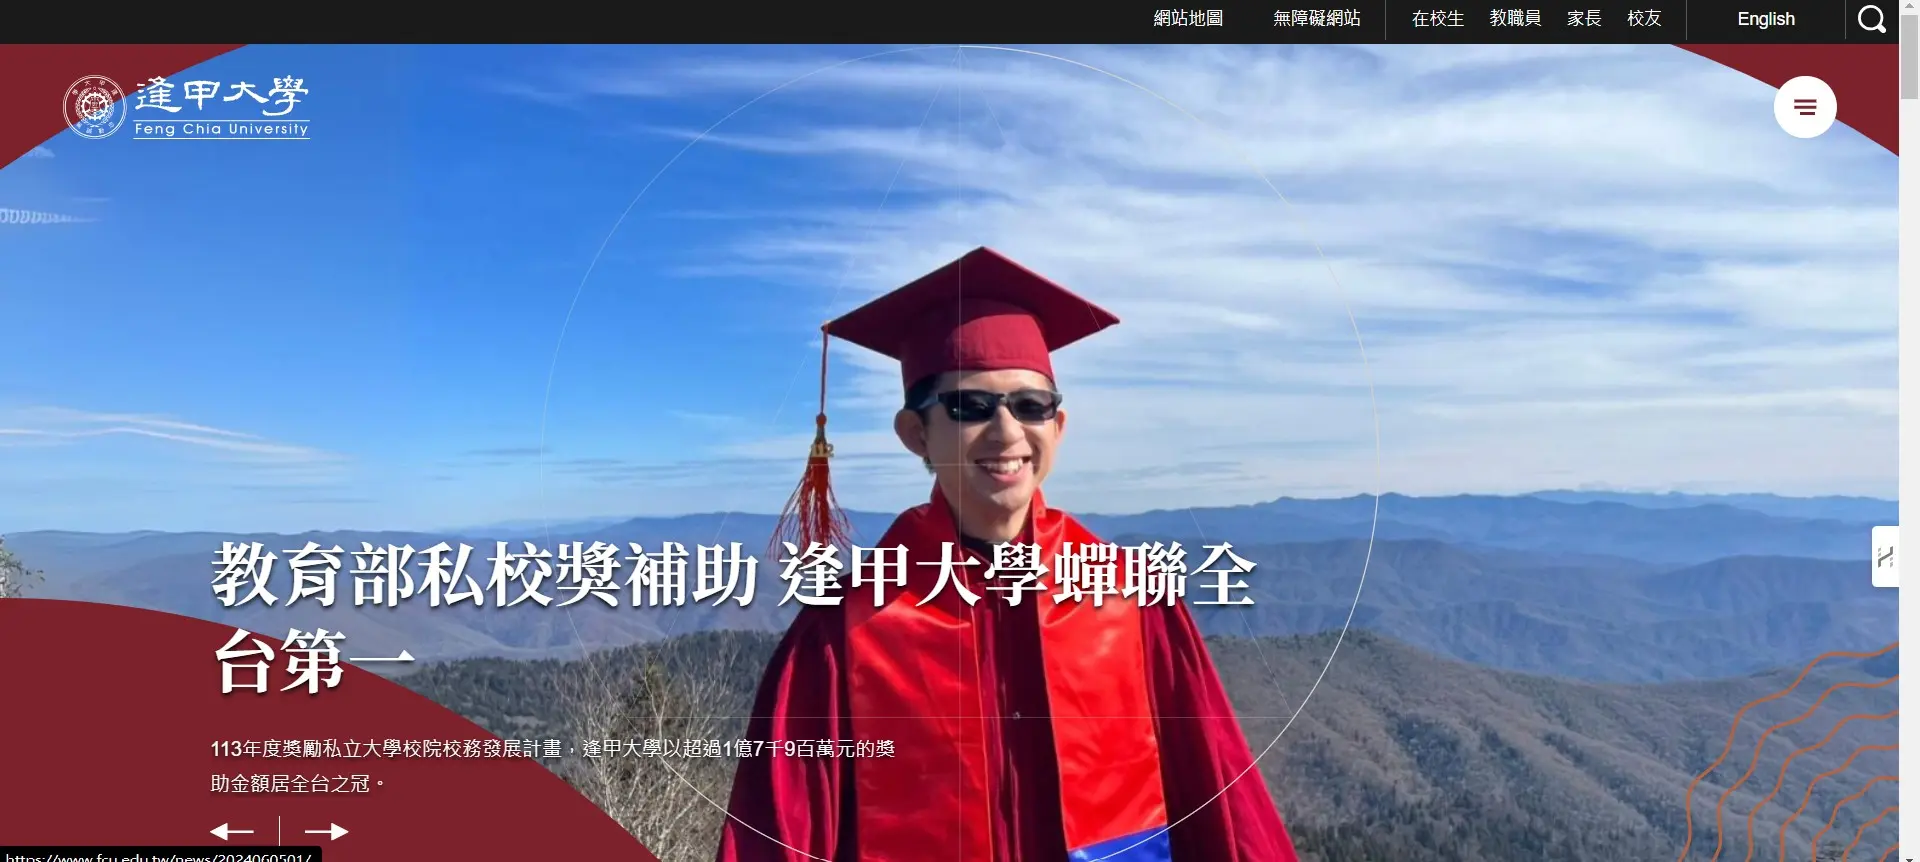 網站地圖 無障礙網站 在校生 教職員 家長 校友 English
逢甲大學
Feng Chia University
112
教育部私校獎補助 逢甲大學蟬聯全
台第一
113年度獎勵私立大學校院校務發展計畫，逢甲大學以超過1億7千9百萬元的獎
助金額居全台之冠。
https://www.fcu.edu.tw/news/2024060501/